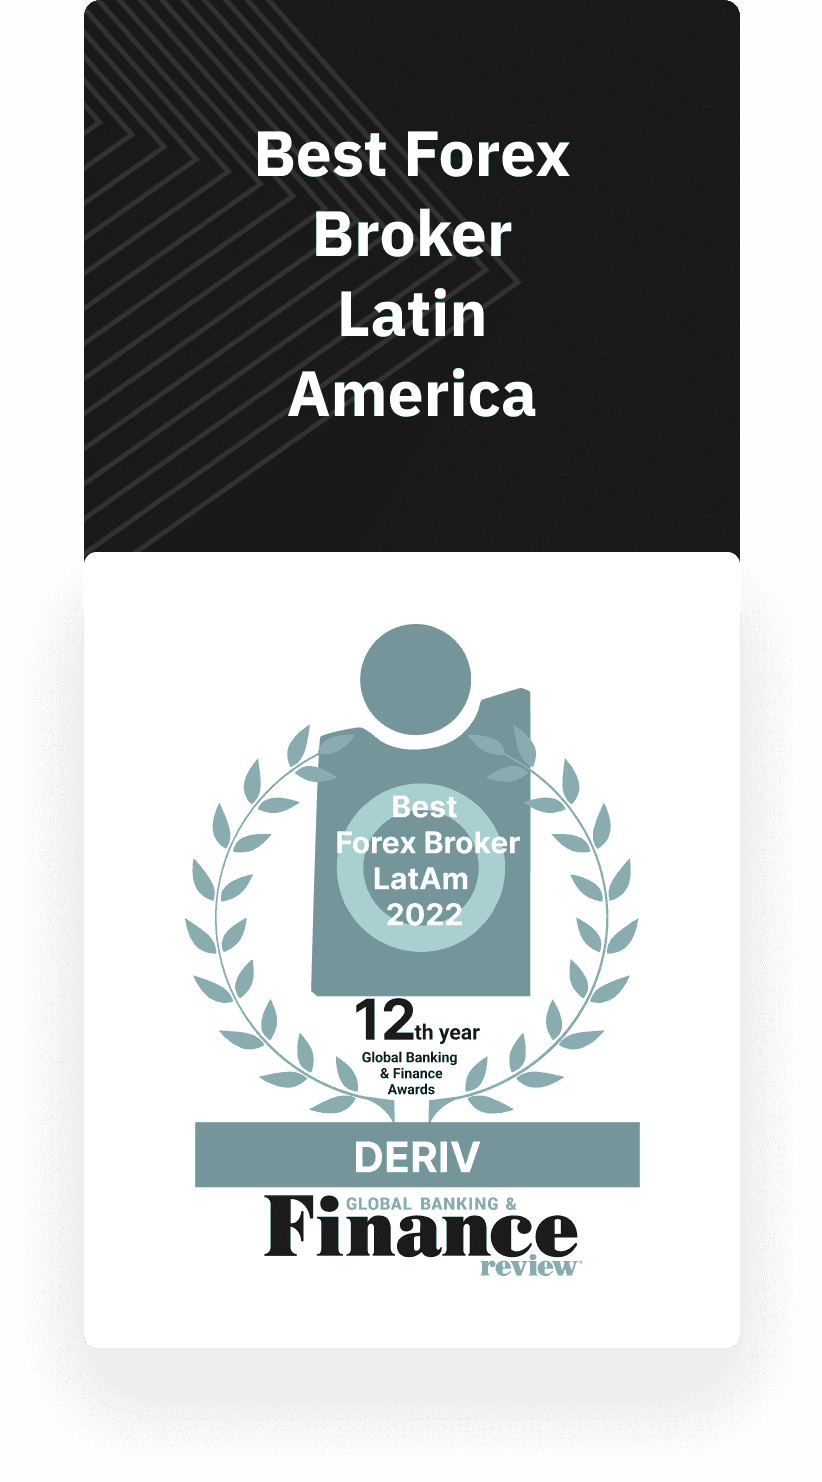 Best Forex
Broker
Latin
America
Best
Forex Broker
LatAm
2022
12th year
Global Banking
& Finance
Awards
DERIV
GLOBAL BANKING &
Finance
review